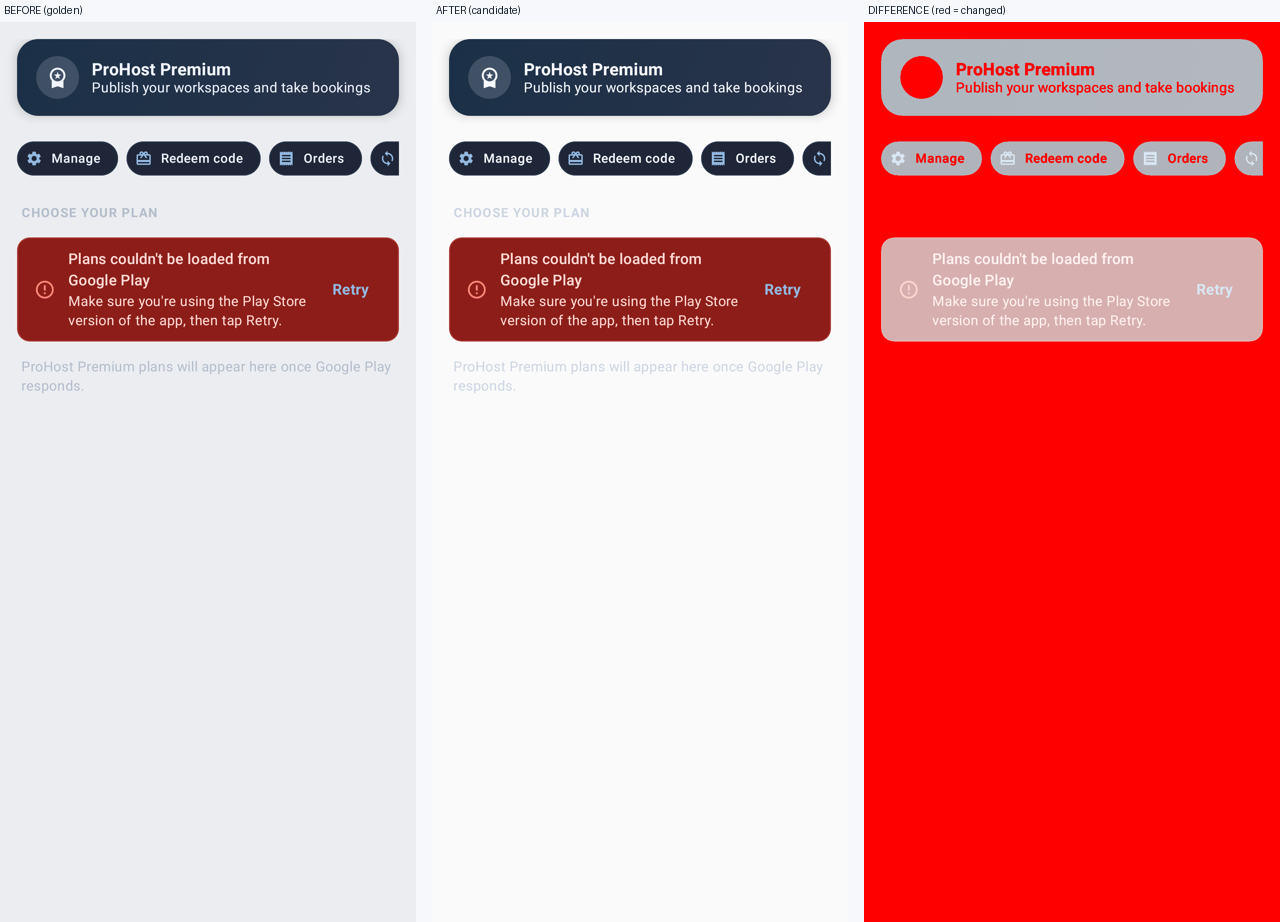 BEFORE (golden)
ProHost Premium
Publish your workspaces and take bookings
Manage
Redeem code
Orders
CHOOSE YOUR PLAN
Plans couldn't be loaded from
Google Play
Make sure you're using the Play Store
version of the app, then tap Retry.
Retry
ProHost Premium plans will appear here once Google Play
responds.
AFTER (candidate)
ProHost Premium
Publish your workspaces and take bookings
Manage
Redeem code
Orders
CHOOSE YOUR PLAN
Plans couldn't be loaded from
Google Play
Make sure you're using the Play Store
version of the app, then tap Retry.
Retry
ProHost Premium plans will appear here once Google Play
responds.
DIFFERENCE (red = changed)
ProHost Premium
Publish your workspaces and take bookings
Manage
Redeem code
Orders
Plans couldn't be loaded from
Google Play
Make sure you're using the Play Store
version of the app, then tap Retry.
Retry